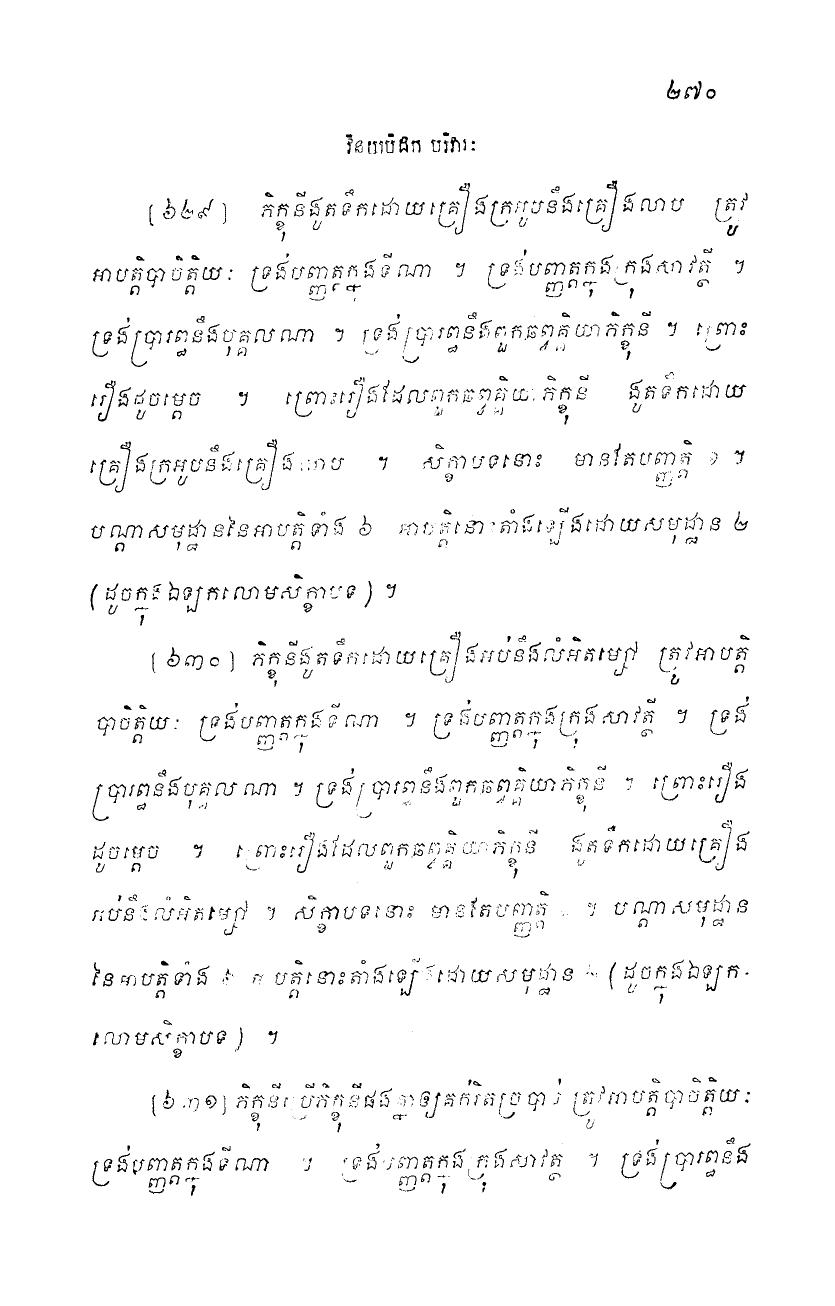 ២៧០
វិនយបិដក បរិវារៈ
[៦២៩] ភិក្ខុនីងូតទឹកដោយគ្រឿងក្រអូបនឹងគ្រឿងលាប ត្រូវ
អាបត្តិបាចិត្តិយៈ ទ្រង់បញ្ញត្តក្នុងទីណា ។ ទ្រង់បញ្ញត្តក្នុងក្រុងសាវត្ថី ។
ទ្រង់ប្រារព្ធនឹងបុគ្គលណា ។ ទ្រង់ប្រារព្ធនឹងពួកឆព្វគ្គិយាភិក្ខុនី ។ ព្រោះ
រឿងដូចម្តេច ។ ព្រោះរឿងដែលពួកឆព្វគ្គិយាភិក្ខុនី ងូតទឹកដោយ
គ្រឿងក្រអូបនឹងគ្រឿងលាប ។ សិក្ខាបទនោះ មានតែបញ្ញត្តិ ១ ។
បណ្តាសមុដ្ឋាននៃអាបត្តិទាំង ៦ អាបត្តិនោះតាំងឡើងដោយសមុដ្ឋាន ២
(ដូចក្នុងឯឡកលោមសិក្ខាបទ) ។
[៦៣០] ភិក្ខុនីងូតទឹកដោយគ្រឿងអប់នឹងលំអិតម្សៅ ត្រូវអាបត្តិ
បាចិត្តិយៈ ទ្រង់បញ្ញត្តក្នុងទីណា ។ ទ្រង់បញ្ញត្តក្នុងក្រុងសាវត្ថី ។ ទ្រង់
ប្រារព្ធនឹងបុគ្គលណា ។ ទ្រង់ប្រារព្ធនឹងពួកឆព្វគ្គិយាភិក្ខុនី ។ ព្រោះរឿង
ដូចម្តេច ។ ព្រោះរឿងដែលពួកឆព្វគ្គិយាភិក្ខុនី ងូតទឹកដោយគ្រឿង
អប់នឹងលំអិតម្សៅ ។ សិក្ខាបទនោះ មានតែបញ្ញត្តិ ។ បណ្តាសមុដ្ឋាន
នៃអាបត្តិទាំង ៦ អាបត្តិនោះតាំងឡើងដោយសមុដ្ឋាន ២ (ដូចក្នុងឯឡក-
លោមសិក្ខាបទ) ។
[៦៣១] ភិក្ខុនីប្រើភិក្ខុនីផងគ្នាឲ្យគក់រឹតច្របាច់ ត្រូវអាបត្តិបាចិត្តិយៈ
ទ្រង់បញ្ញត្តក្នុងទីណា ។ ទ្រង់បញ្ញត្តក្នុងក្រុងសាវត្ថី ។ ទ្រង់ប្រារព្ធនឹង